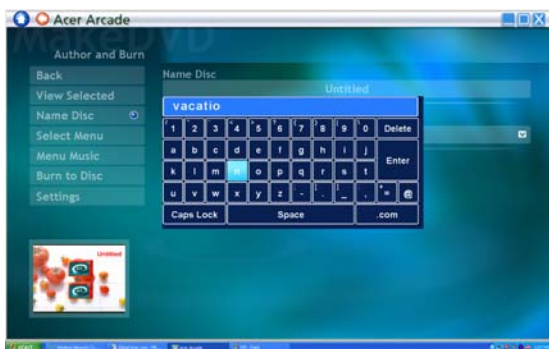 Acer Arcade
MakeDVD
Author and Burn
Back
View Selected
Name Disc
Select Menu
Menu Music
Burn to Disc
Settings
Name Disc
Untitled
vacatio
1 2 3 4 5 6 7 8 9 0 Delete
a b c d e f g h i j
Enter
k l m n o p q r s t
u v w x y z - . _ , = @
Caps Lock Space .com
Untitled